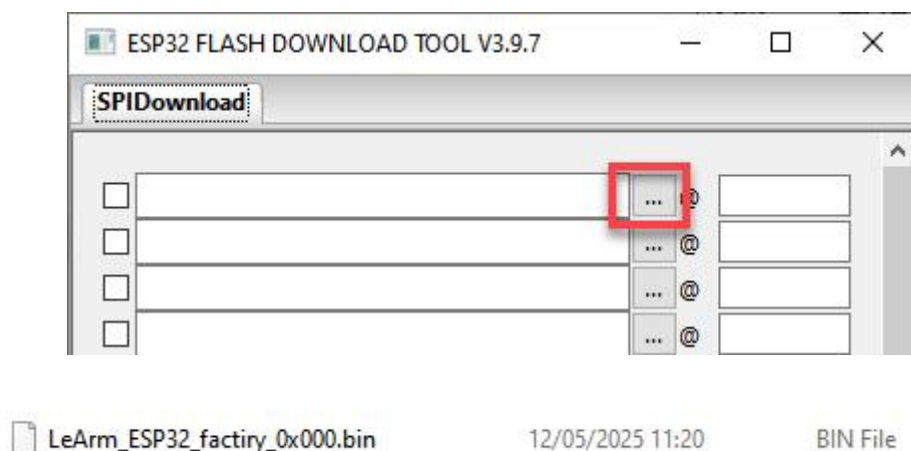 ESP32 FLASH DOWNLOAD TOOL V3.9.7
SPIDownload
... @
... @
... @
... @
LeArm_ESP32_factiry_0x000.bin 12/05/2025 11:20 BIN File